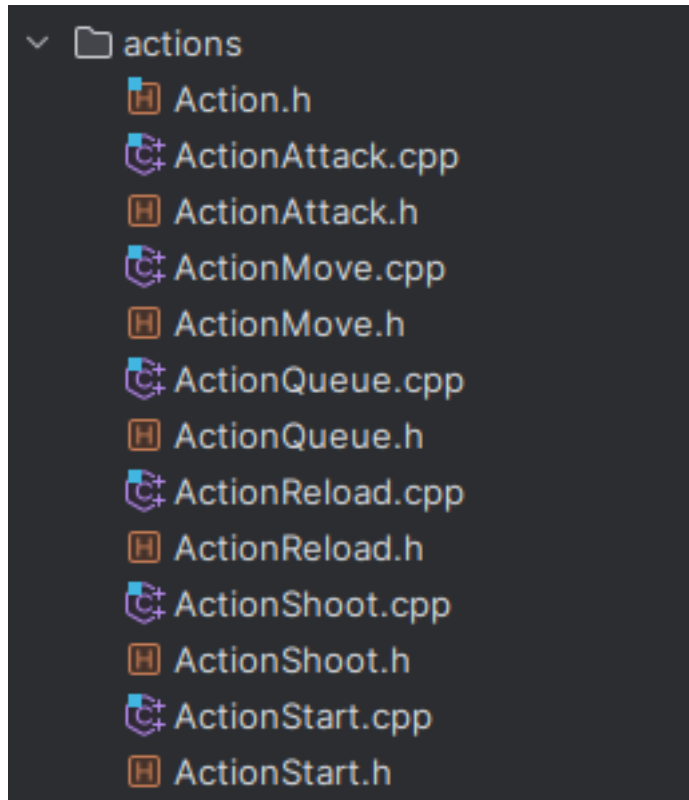 actions
Action.h
ActionAttack.cpp
ActionAttack.h
ActionMove.cpp
ActionMove.h
ActionQueue.cpp
ActionQueue.h
ActionReload.cpp
ActionReload.h
ActionShoot.cpp
ActionShoot.h
ActionStart.cpp
ActionStart.h